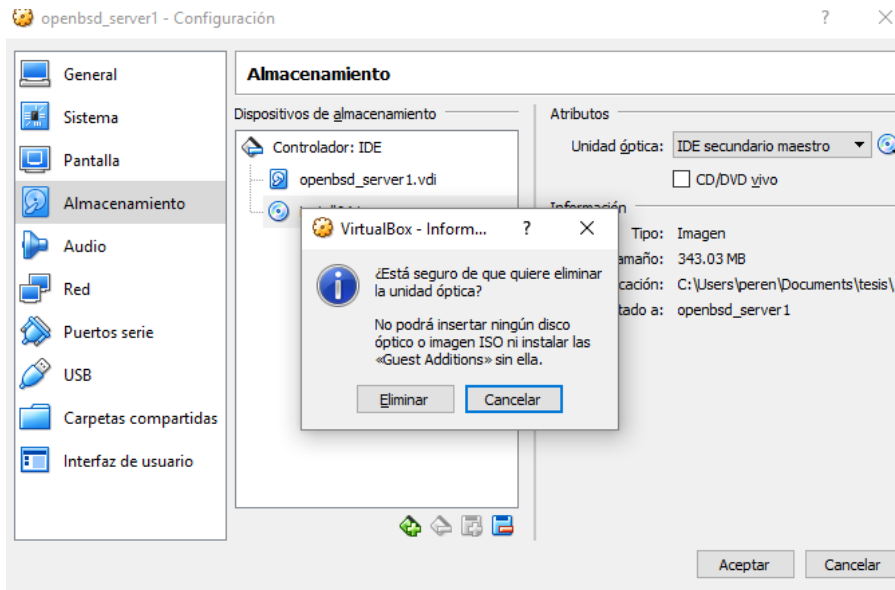 openbsd_server1 - Configuración
General
Sistema
Pantalla
Almacenamiento
Audio
Red
Puertos serie
USB
Carpetas compartidas
Interfaz de usuario
Almacenamiento
Dispositivos de almacenamiento
Controlador: IDE
openbsd_server1.vdi
Atributos
Unidad óptica: IDE secundario maestro
CD/DVD vivo
Información
Tipo: Imagen
343.03 MB
C:\Users\peren\Documents\tesis\
tado a: openbsd_server1
VirtualBox - Inform...
¿Está seguro de que quiere eliminar
la unidad óptica?
No podrá insertar ningún disco
óptico o imagen ISO ni instalar las
«Guest Additions» sin ella.
Eliminar
Cancelar
Aceptar
Cancelar